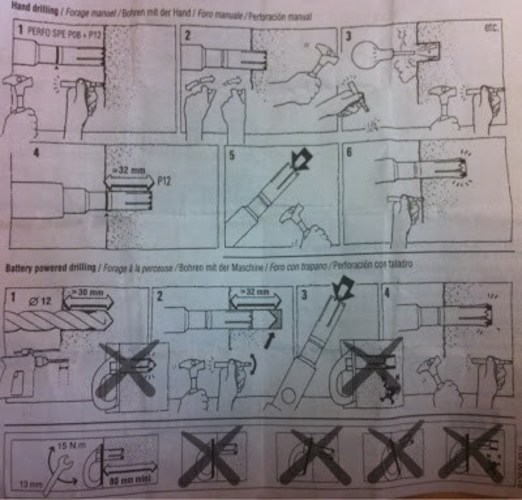 Hand drilling / Forage manuel / Bohren mit der Hand / Foro manuale / Perforación manual
1 PERFO SPE P08 + P12
2
3
etc.
4
≈32 mm
P12
5
6
Battery powered drilling / Forage à la perceuse / Bohren mit der Maschine / Foro con trapano / Perforación con taladro
1
Ø 12
>30 mm
2
≈32 mm
3
4
15 N.m
13 mm
80 mm mini